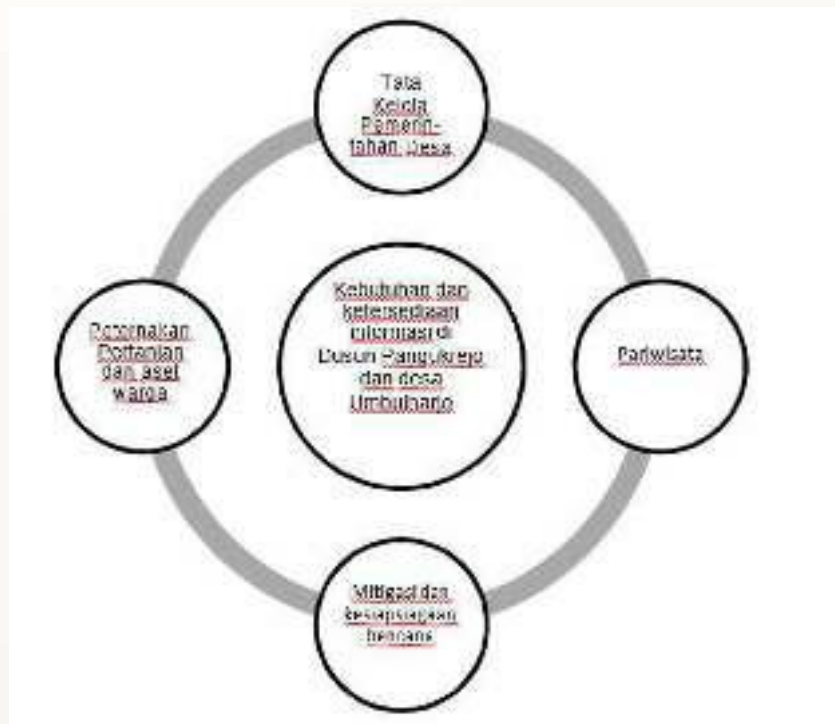 Tata
Kelola
Pemerin-
tahan Desa
Peternakan
Pertanian
dan aset
warga
Kebutuhan dan
ketersediaan
informasi di
Dusun Pangukrejo
dan desa
Umbulharjo
Pariwisata
Mitigasi dan
kesiapsiagaan
bencana